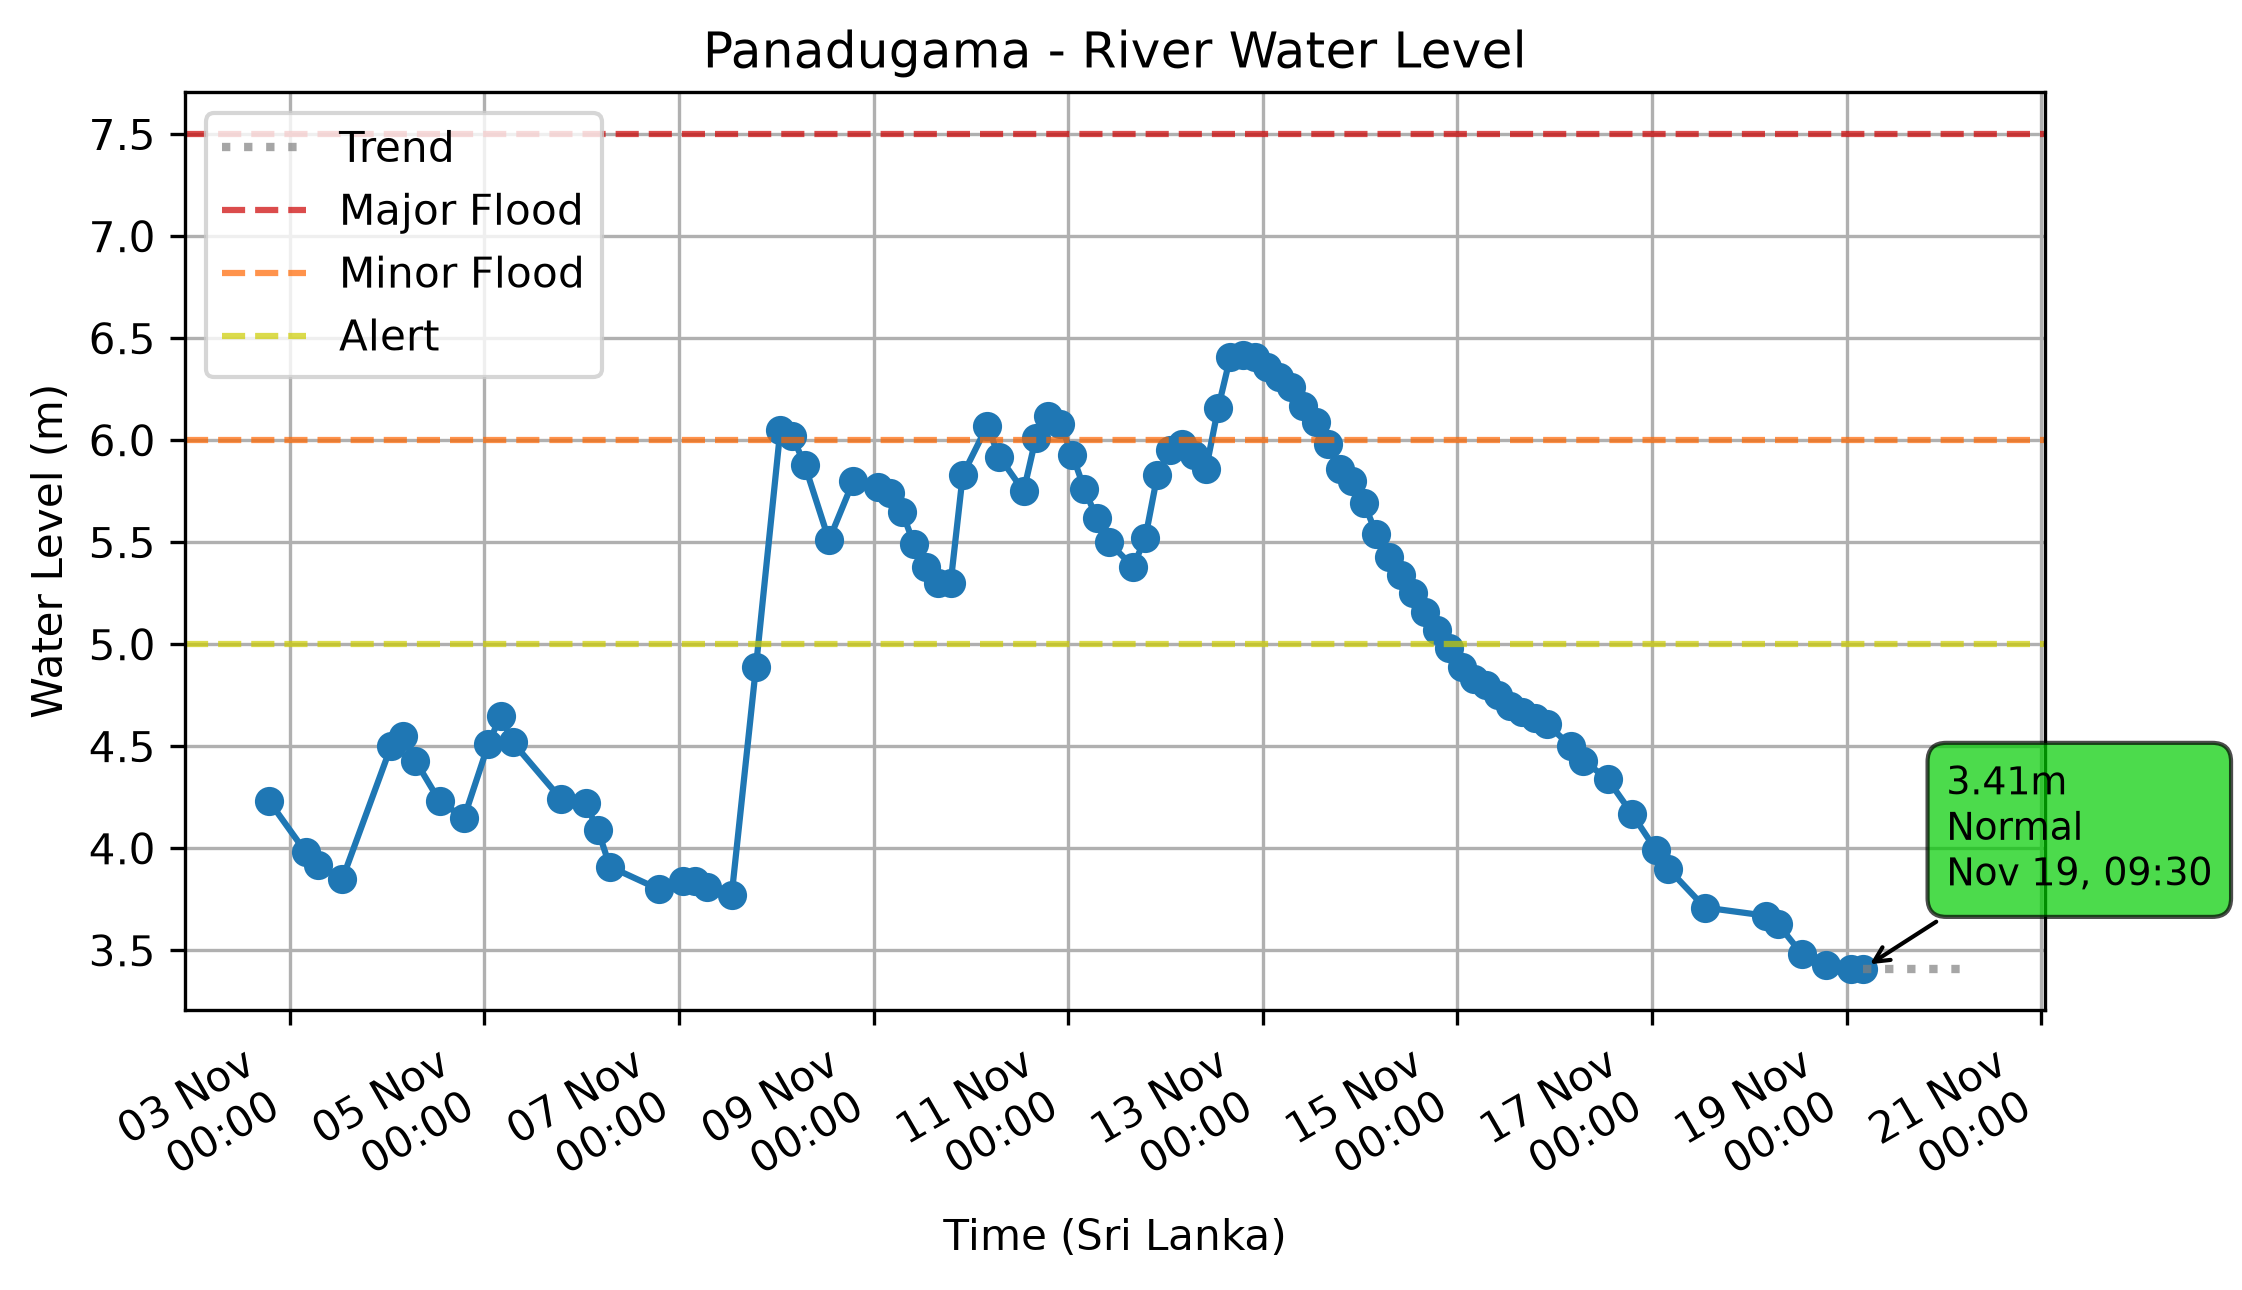 Panadugama - River Water Level
Water Level (m)
7.5
7.0
6.5
6.0
5.5
5.0
4.5
4.0
3.5
Trend
Major Flood
Minor Flood
Alert
3.41m
Normal
Nov 19, 09:30
03 Nov
00:00
05 Nov
00:00
07 Nov
00:00
09 Nov
00:00
11 Nov
00:00
13 Nov
00:00
15 Nov
00:00
17 Nov
00:00
19 Nov
00:00
21 Nov
00:00
Time (Sri Lanka)